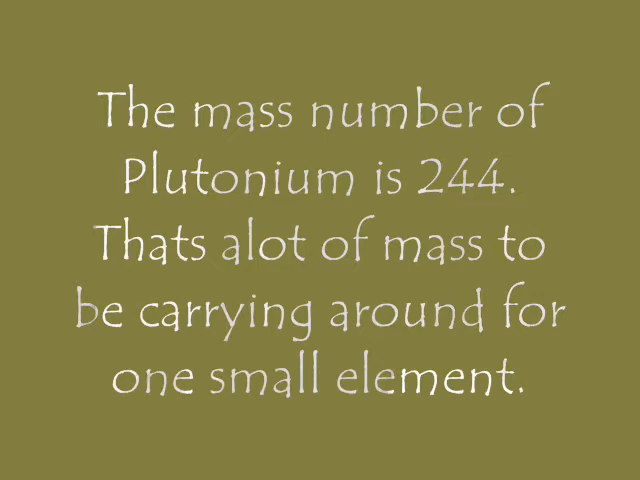 The mass number of
Plutonium is 244.
Thats alot of mass to
be carrying around for
one small element.